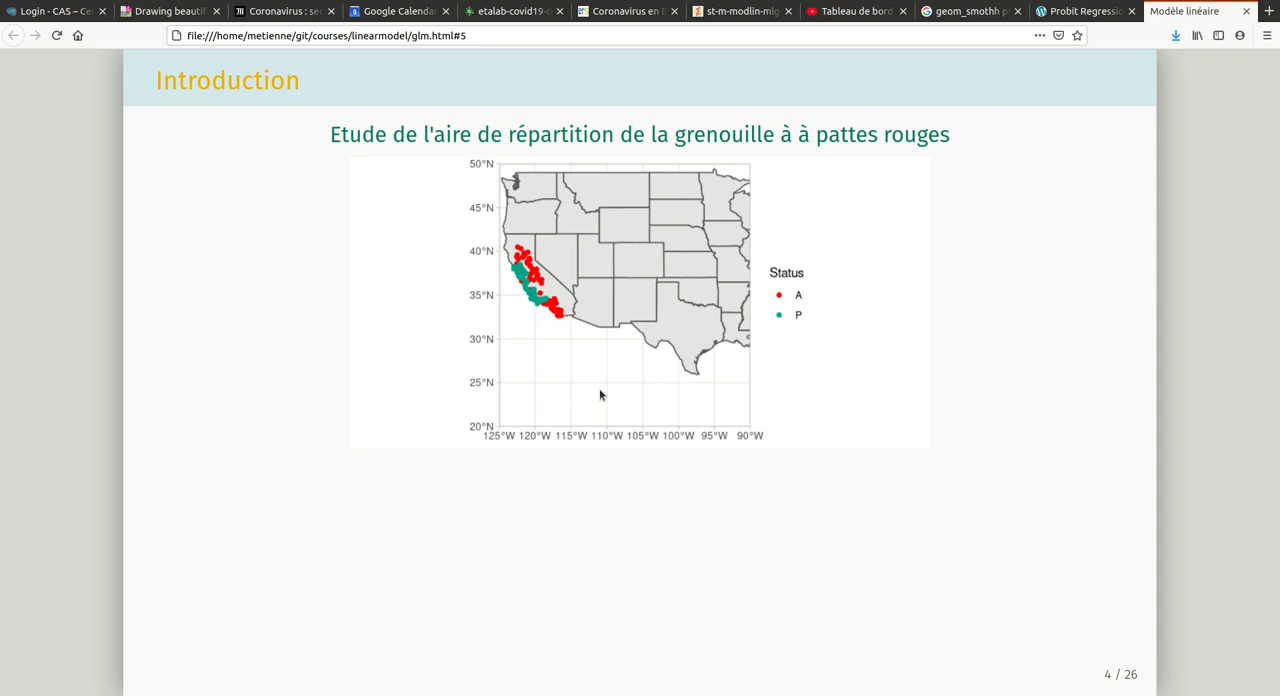 Login - CAS – Ce
Drawing beautif
Coronavirus : se
Google Calenda
etalab-covid19-d
Coronavirus en
st-m-modlin-mlg
Tableau de bord
geom_smothh p
Probit Regressi
Modèle linéaire
file:///home/metienne/git/courses/linearmodel/glm.html#5
Introduction
Etude de l'aire de répartition de la grenouille à à pattes rouges
50°N
45°N
40°N
35°N
30°N
25°N
20°N
125°W 120°W 115°W 110°W 105°W 100°W 95°W 90°W
Status
A
P
4 / 26